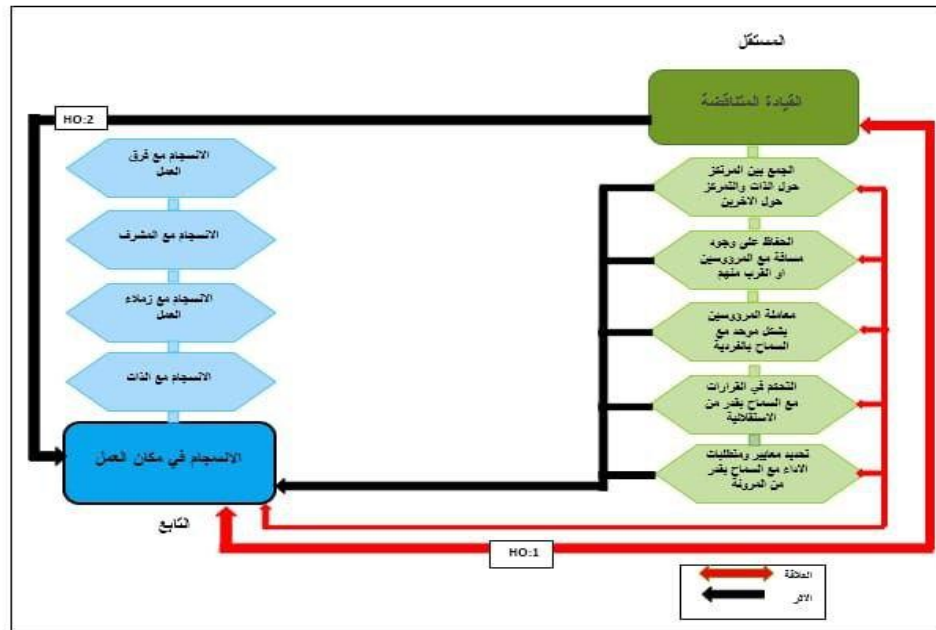 المستقل
القيادة المتناقضة
HO:2
الجمع بين المرتكز
حول الذات والتمركز
حول الاخرين
الحفاظ على وجود
مسافة مع المرؤوسين
او القرب منهم
معاملة المرؤوسين
بشكل موحد مع
السماح بالفردية
التحكم في القرارات
مع السماح بقدر من
الاستقلالية
تحديد معايير ومتطلبات
الاداء مع السماح بقدر
من المرونة
الانسجام مع فرق
العمل
الانسجام مع المشرف
الانسجام مع زملاء
العمل
الانسجام مع الذات
الانسجام في مكان العمل
التابع
HO:1
العلاقة
الاثر